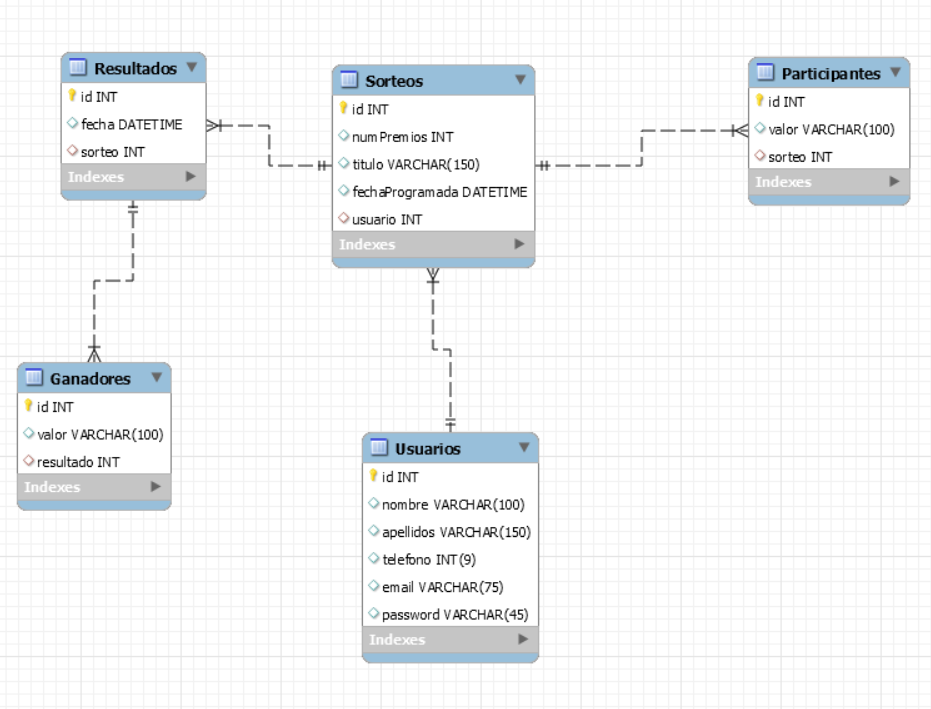 Resultados
id INT
fecha DATETIME
sorteo INT
Indexes
Sorteos
id INT
numPremios INT
titulo VARCHAR(150)
fechaProgramada DATETIME
usuario INT
Indexes
Participantes
id INT
valor VARCHAR(100)
sorteo INT
Indexes
Ganadores
id INT
valor VARCHAR(100)
resultado INT
Indexes
Usuarios
id INT
nombre VARCHAR(100)
apellidos VARCHAR(150)
telefono INT(9)
email VARCHAR(75)
password VARCHAR(45)
Indexes